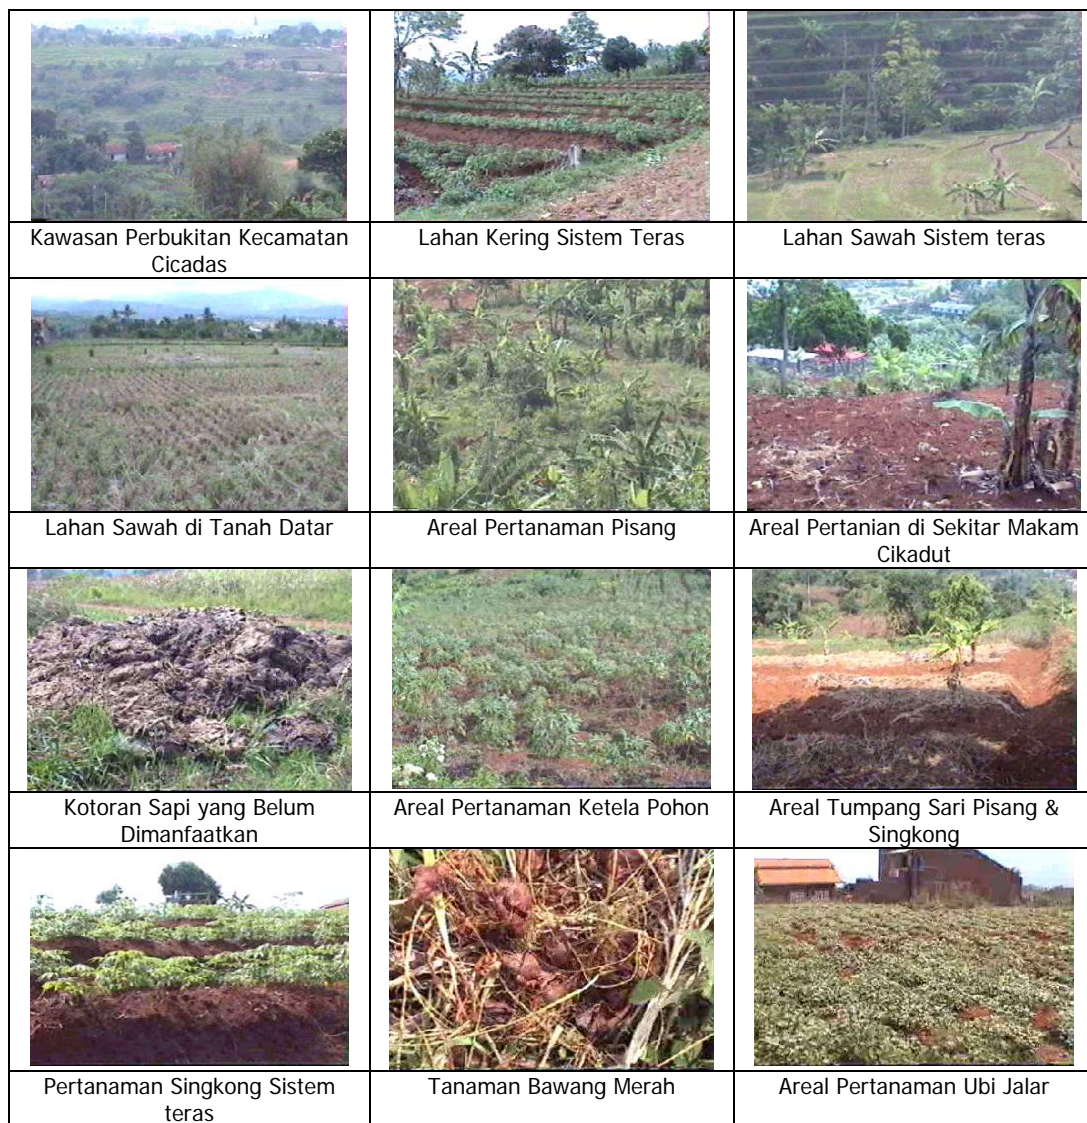 Kawasan Perbukitan Kecamatan
Cicadas
Lahan Kering Sistem Teras
Lahan Sawah Sistem teras
Lahan Sawah di Tanah Datar
Areal Pertanaman Pisang
Areal Pertanian di Sekitar Makam
Cikadut
Kotoran Sapi yang Belum
Dimanfaatkan
Areal Pertanaman Ketela Pohon
Areal Tumpang Sari Pisang &
Singkong
Pertanaman Singkong Sistem
teras
Tanaman Bawang Merah
Areal Pertanaman Ubi Jalar